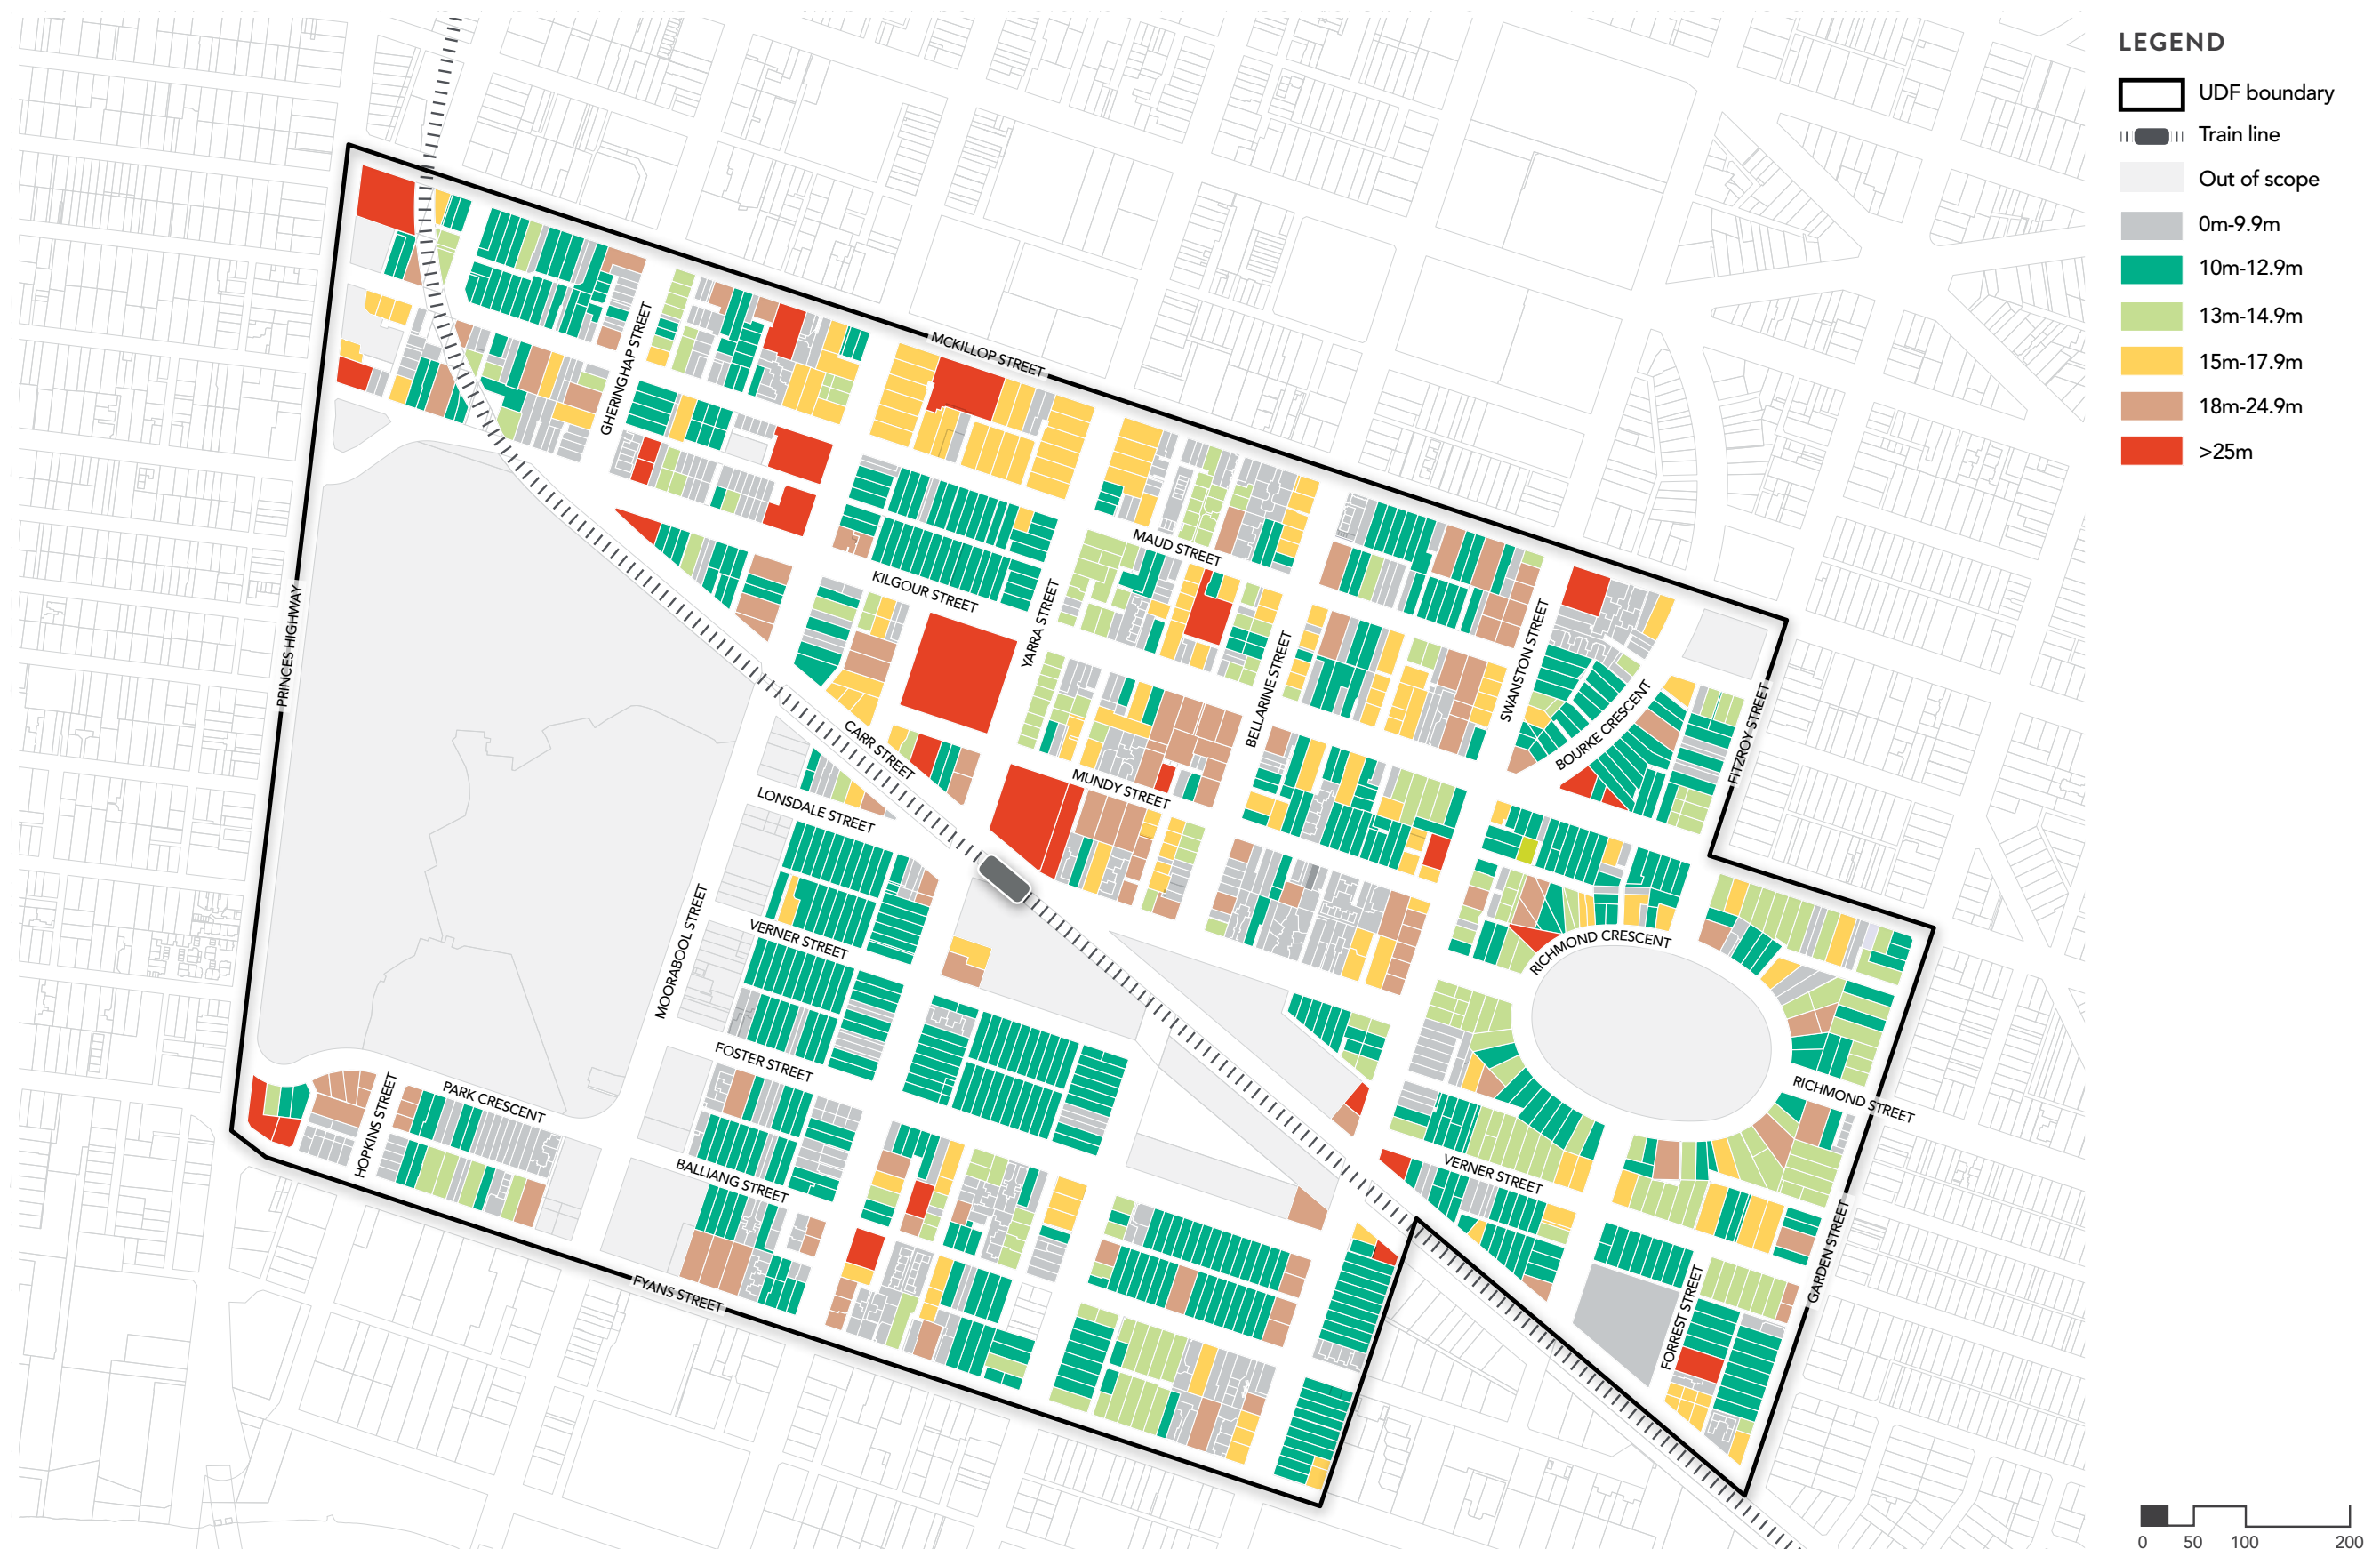 LEGEND
UDF boundary
Train line
Out of scope
0m-9.9m
10m-12.9m
13m-14.9m
15m-17.9m
18m-24.9m
>25m
MCKILLOP STREET
GHERINGHAP STREET
MAUD STREET
KILGOUR STREET
YARRA STREET
PRINCES HIGHWAY
SWANSTON STREET
BELLARINE STREET
BOURKE CRESCENT
FITZROY STREET
CARR STREET
MUNDY STREET
LONSDALE STREET
MOORABOOL STREET
VERNER STREET
RICHMOND CRESCENT
FOSTER STREET
RICHMOND STREET
PARK CRESCENT
HOPKINS STREET
BALLIANG STREET
VERNER STREET
GARDEN STREET
FORREST STREET
FYANS STREET
0 50 100 200